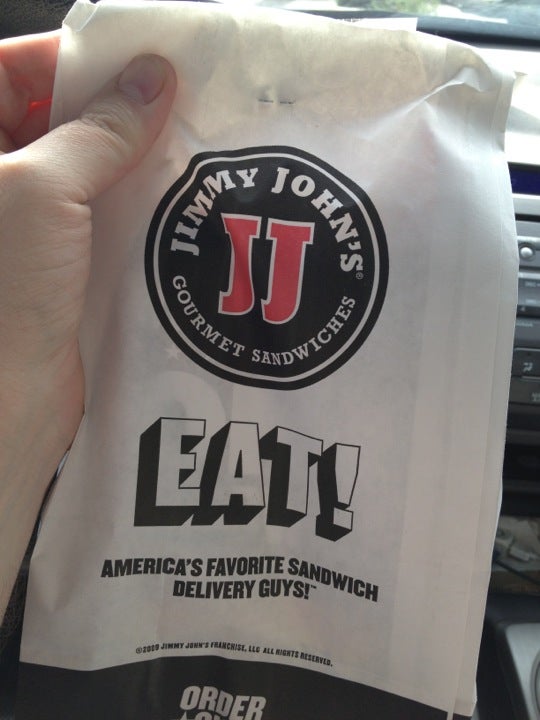 JIMMY JOHN'S®
JJ
GOURMET SANDWICHES
EAT!
AMERICA'S FAVORITE SANDWICH
DELIVERY GUYS!™
©2009 JIMMY JOHN'S FRANCHISE, LLC ALL RIGHTS RESERVED.
ORDER